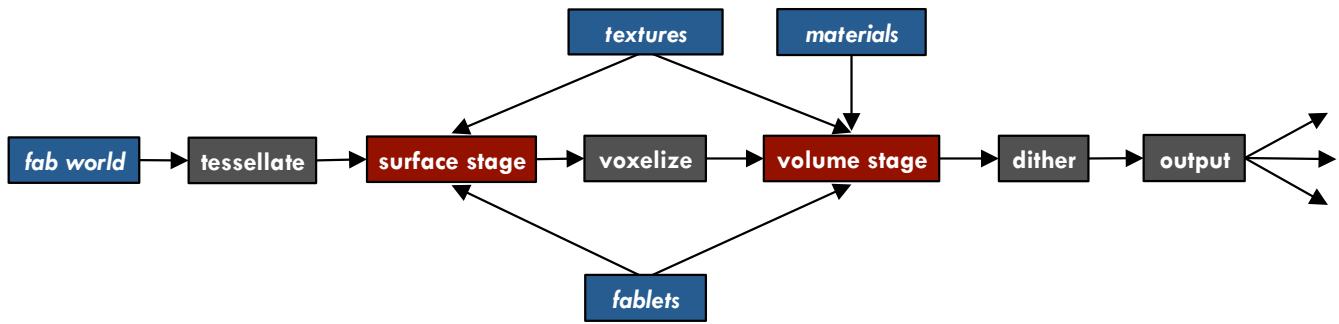 textures
materials
fab world
tessellate
surface stage
voxelize
volume stage
dither
output
fablets